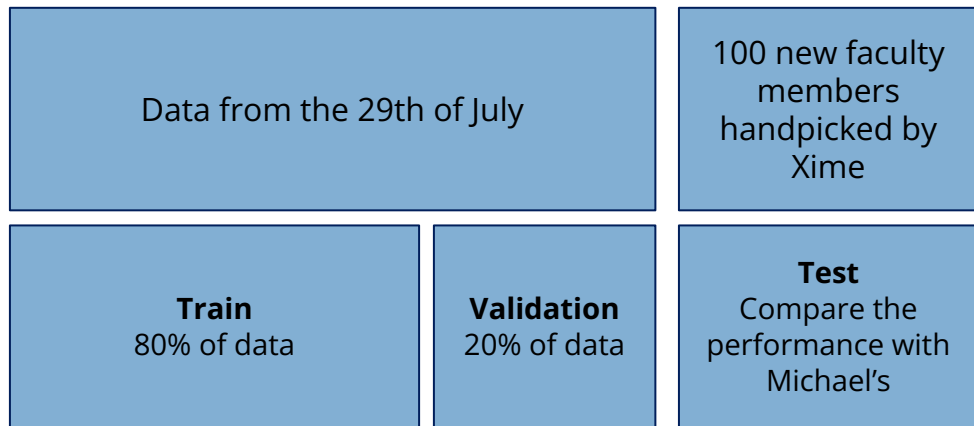 Data from the 29th of July
100 new faculty
members
handpicked by
Xime
Train
80% of data
Validation
20% of data
Test
Compare the
performance with
Michael’s